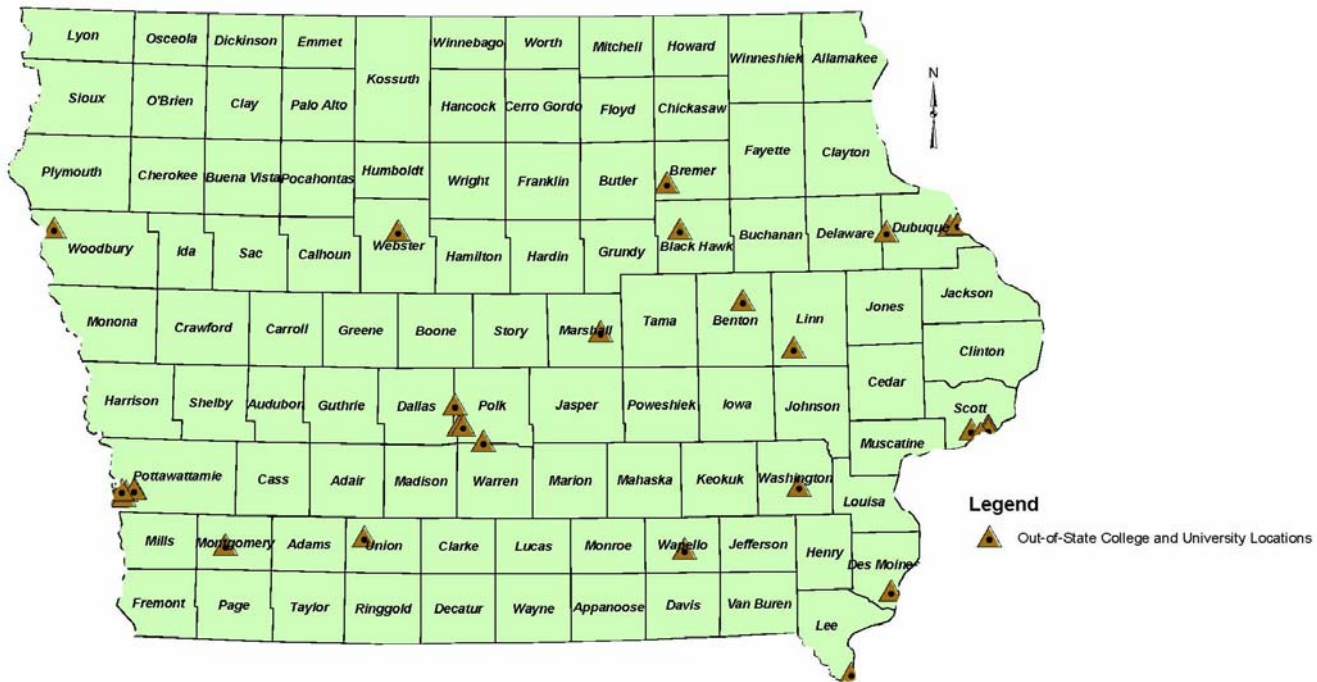 Lyon Osceola Dickinson Emmet Winnebago Worth Mitchell Howard Winneshiek Allamakee
Kossuth
N
Sioux O'Brien Clay Palo Alto Hancock Cerro Gordo Floyd Chickasaw
Fayette Clayton
Plymouth Cherokee Buena Vista Pocahontas Humboldt Wright Franklin Butler Bremer
Woodbury Ida Sac Calhoun Webster Hamilton Hardin Grundy Black Hawk Buchanan Delaware Dubuque
Monona Crawford Carroll Greene Boone Story Marshall Tama Benton Linn Jones Jackson
Clinton
Harrison Shelby Audubon Guthrie Dallas Polk Jasper Poweshiek Iowa Johnson Cedar Scott
Muscatine
Pottawattamie Cass Adair Madison Warren Marion Mahaska Keokuk Washington Louisa
Legend
Out-of-State College and University Locations
Mills Montgomery Adams Union Clarke Lucas Monroe Wapello Jefferson Henry Des Moine
Fremont Page Taylor Ringgold Decatur Wayne Appanoose Davis Van Buren Lee